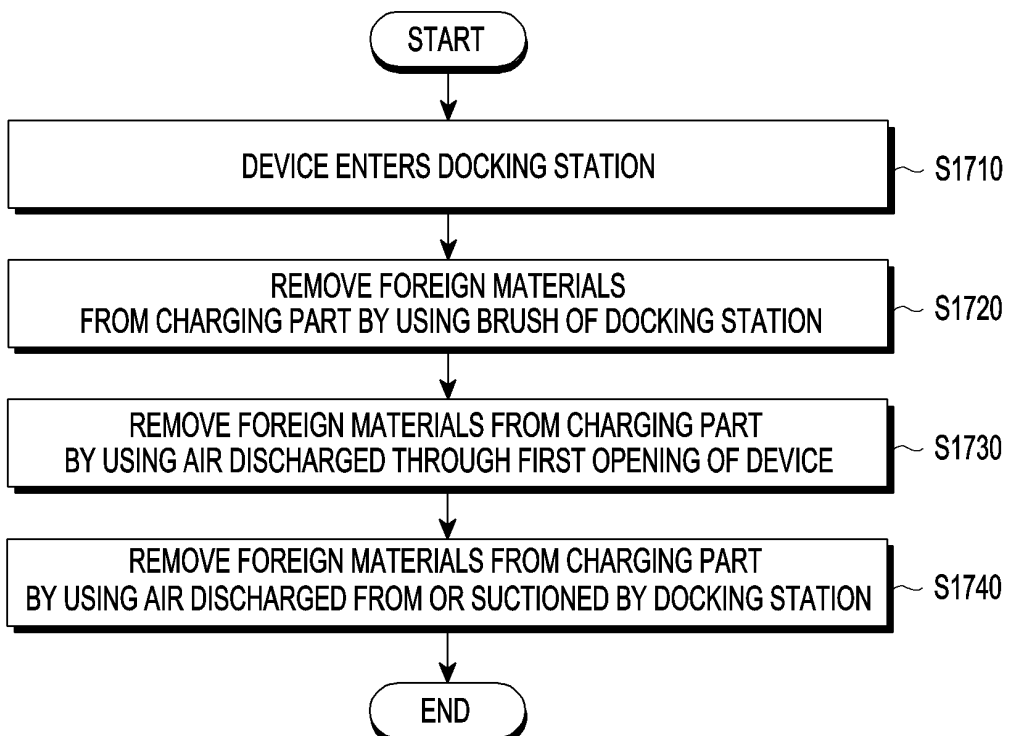 START
DEVICE ENTERS DOCKING STATION
S1710
REMOVE FOREIGN MATERIALS
FROM CHARGING PART BY USING BRUSH OF DOCKING STATION
S1720
REMOVE FOREIGN MATERIALS FROM CHARGING PART
BY USING AIR DISCHARGED THROUGH FIRST OPENING OF DEVICE
S1730
REMOVE FOREIGN MATERIALS FROM CHARGING PART
BY USING AIR DISCHARGED FROM OR SUCTIONED BY DOCKING STATION
S1740
END